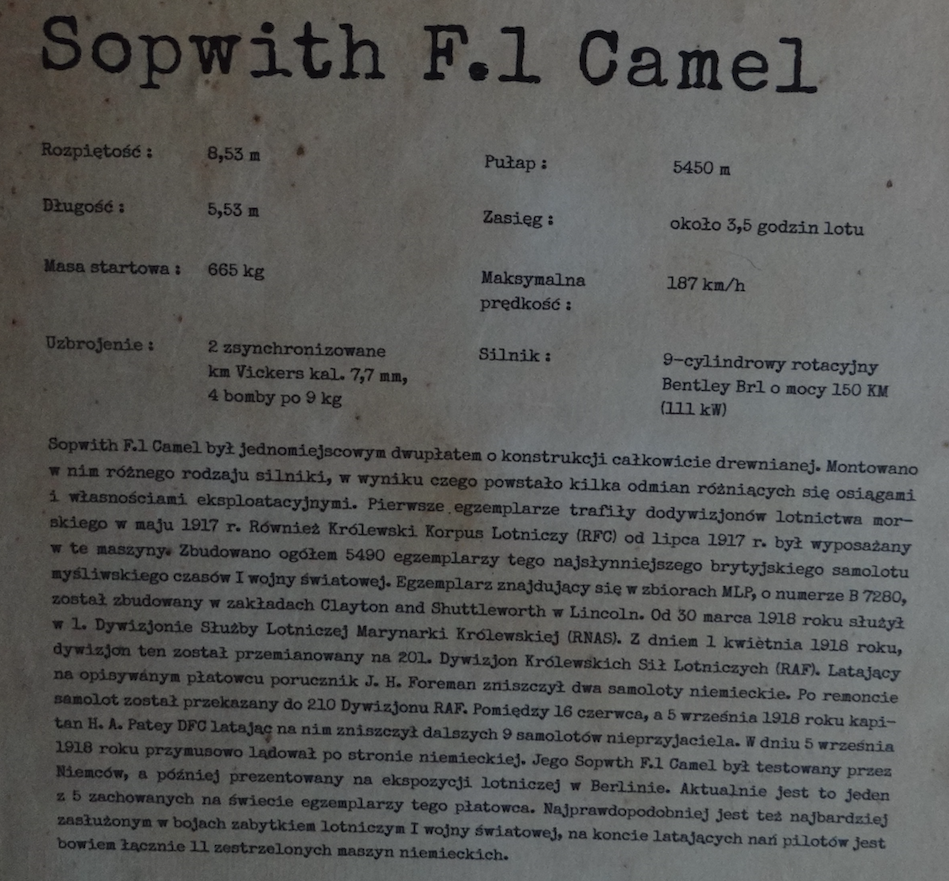 Sopwith F.1 Camel
Rozpiętość: 8,53 m
Długość: 5,53 m
Masa startowa: 665 kg
Uzbrojenie: 2 zsynchronizowane
km Vickers kal. 7,7 mm,
4 bomby po 9 kg
Pułap: 5450 m
Zasięg: około 3,5 godzin lotu
Maksymalna
prędkość: 187 km/h
Silnik: 9-cylindrowy rotacyjny
Bentley Br1 o mocy 150 KM
(111 kW)
Sopwith F.1 Camel był jednomiejscowym dwupłatem o konstrukcji całkowicie drewnianej. Montowano
w nim różnego rodzaju silniki, w wyniku czego powstało kilka odmian różniących się osiągami
i własnościami eksploatacyjnymi. Pierwsze egzemplarze trafiły dodywizjonów lotnictwa mor-
skiego w maju 1917 r. Również Królewski Korpus Lotniczy (RFC) od lipca 1917 r. był wyposażany
w te maszyny. Zbudowano ogółem 5490 egzemplarzy tego najsłynniejszego brytyjskiego samolotu
myśliwskiego czasów I wojny światowej. Egzemplarz znajdujący się w zbiorach MLP, o numerze B 7280,
został zbudowany w zakładach Clayton and Shuttleworth w Lincoln. Od 30 marca 1918 roku służył
w 1. Dywizjonie Służby Lotniczej Marynarki Królewskiej (RNAS). Z dniem 1 kwietnia 1918 roku,
dywizjon ten został przemianowany na 201. Dywizjon Królewskich Sił Lotniczych (RAF). Latający
na opisywanym płatowcu porucznik J. H. Foreman zniszczył dwa samoloty niemieckie. Po remoncie
samolot został przekazany do 210 Dywizjonu RAF. Pomiędzy 16 czerwca, a 5 września 1918 roku kapi-
tan H. A. Patey DFC latając na nim zniszczył dalszych 9 samolotów nieprzyjaciela. W dniu 5 września
1918 roku przymusowo lądował po stronie niemieckiej. Jego Sopwth F.1 Camel był testowany przez
Niemców, a później prezentowany na ekspozycji lotniczej w Berlinie. Aktualnie jest to jeden
z 5 zachowanych na świecie egzemplarzy tego płatowca. Najprawdopodobniej jest też najbardziej
zasłużonym w bojach zabytkiem lotniczym I wojny światowej, na koncie latających nań pilotów jest
bowiem łącznie 11 zestrzelonych maszyn niemieckich.